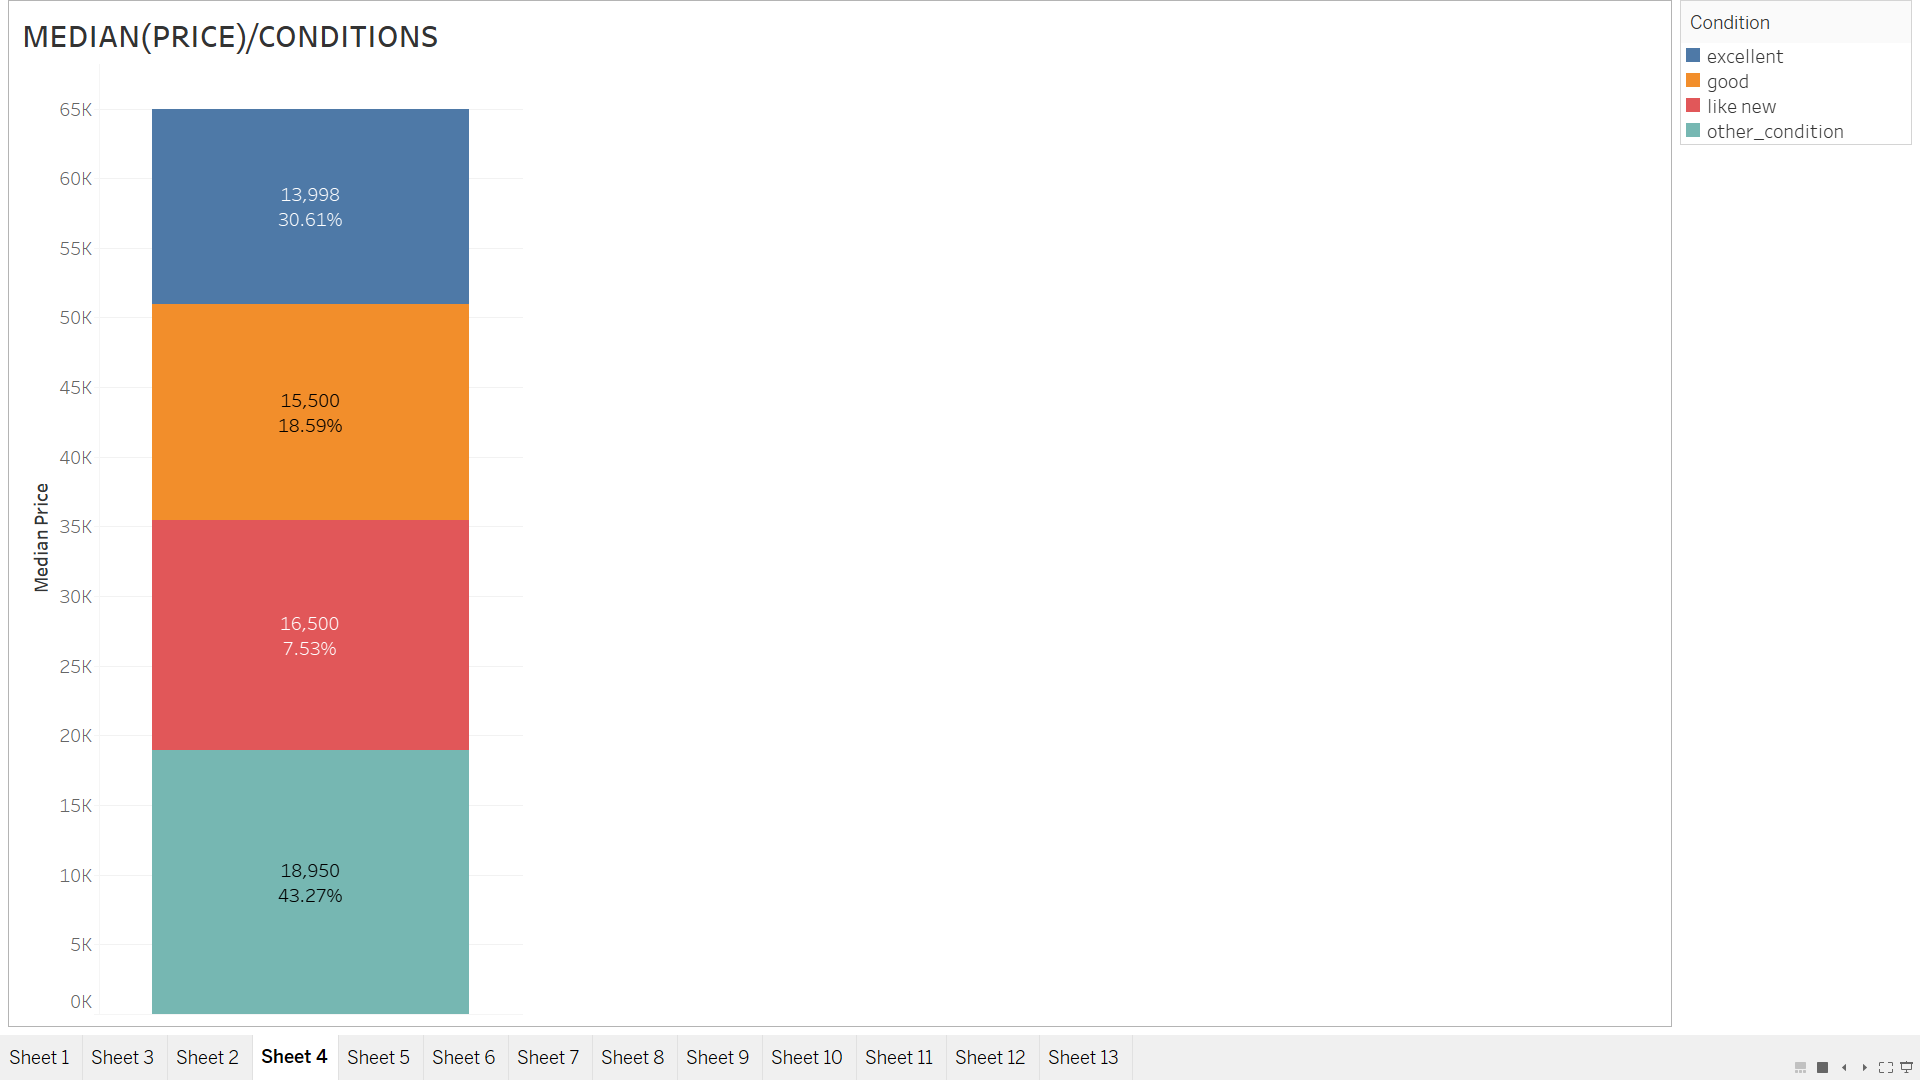 MEDIAN(PRICE)/CONDITIONS
Median Price
65K
60K
55K
50K
45K
40K
35K
30K
25K
20K
15K
10K
5K
0K
13,998
30.61%
15,500
18.59%
16,500
7.53%
18,950
43.27%
Condition
excellent
good
like new
other_condition
Sheet 1 Sheet 3 Sheet 2 Sheet 4 Sheet 5 Sheet 6 Sheet 7 Sheet 8 Sheet 9 Sheet 10 Sheet 11 Sheet 12 Sheet 13